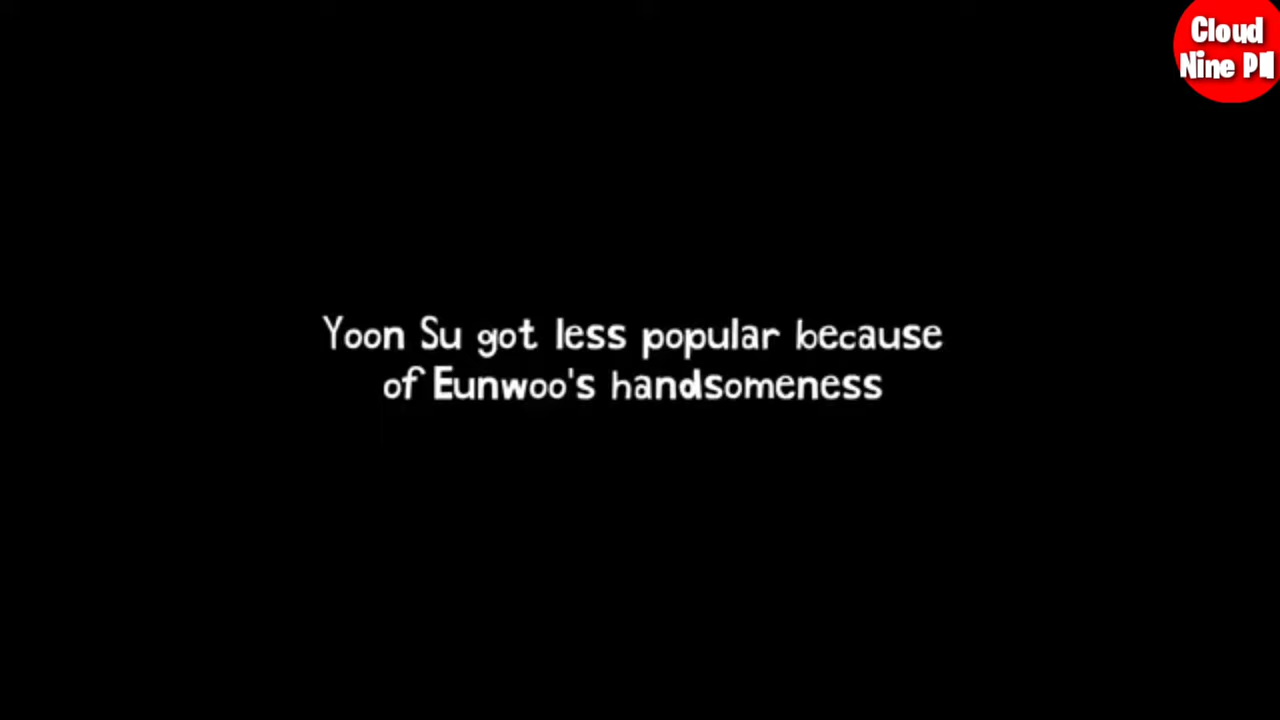 Cloud
Nine
Yoon Su got less popular because
of Eunwoo's handsomeness